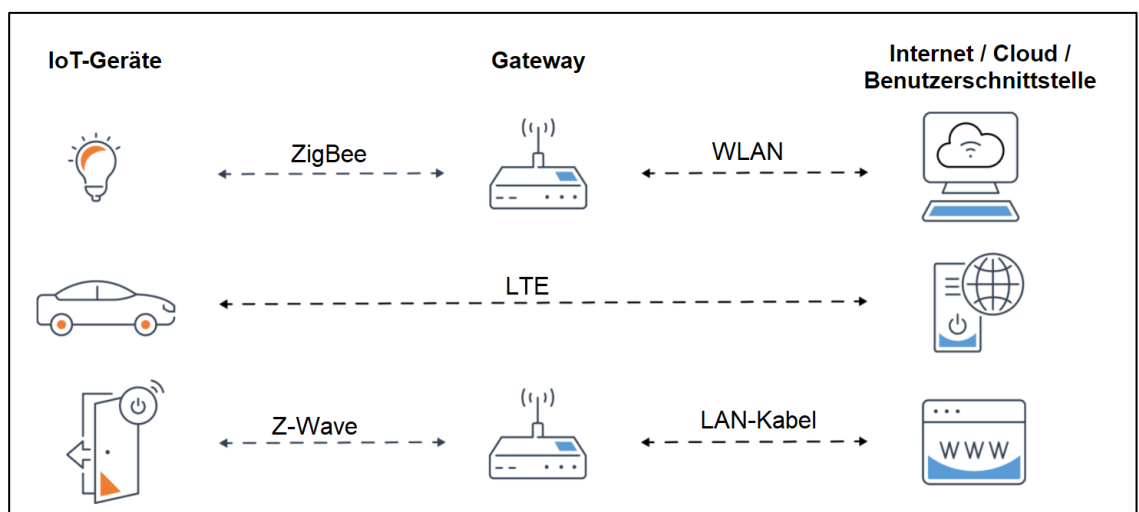 IoT-Geräte
Gateway
Internet / Cloud /
Benutzerschnittstelle
ZigBee
WLAN
LTE
Z-Wave
LAN-Kabel
WWW